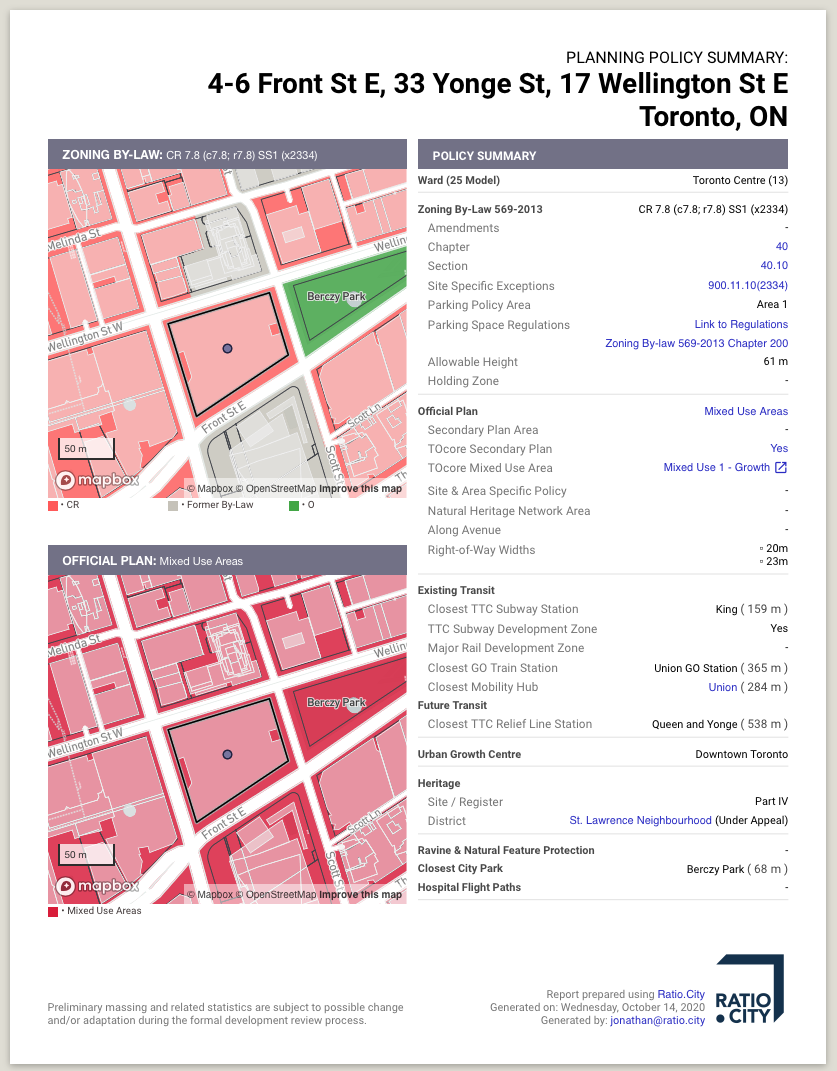 PLANNING POLICY SUMMARY:
4-6 Front St E, 33 Yonge St, 17 Wellington St E
Toronto, ON
ZONING BY-LAW: CR 7.8 (c7.8; r7.8) SS1 (x2334)
Melinda St
Wellin
Berczy Park
Wellington St W
Front St E
Scott Ln
Scott St
Th
50 m
mapbox
© Mapbox © OpenStreetMap Improve this map
• CR
• Former By-Law
• O
OFFICIAL PLAN: Mixed Use Areas
Melinda St
Wellin
Berczy Park
Wellington St W
Front St E
Scott Ln
Scott St
Th
50 m
mapbox
© Mapbox © OpenStreetMap Improve this map
• Mixed Use Areas
POLICY SUMMARY
Ward (25 Model) Toronto Centre (13)
Zoning By-Law 569-2013 CR 7.8 (c7.8; r7.8) SS1 (x2334)
Amendments -
Chapter 40
Section 40.10
Site Specific Exceptions 900.11.10(2334)
Parking Policy Area Area 1
Parking Space Regulations Link to Regulations
Zoning By-law 569-2013 Chapter 200
Allowable Height 61 m
Holding Zone -
Official Plan Mixed Use Areas
Secondary Plan Area -
TOcore Secondary Plan Yes
TOcore Mixed Use Area Mixed Use 1 - Growth
Site & Area Specific Policy -
Natural Heritage Network Area -
Along Avenue -
Right-of-Way Widths ▫ 20m
▫ 23m
Existing Transit
Closest TTC Subway Station King ( 159 m )
TTC Subway Development Zone Yes
Major Rail Development Zone -
Closest GO Train Station Union GO Station ( 365 m )
Closest Mobility Hub Union ( 284 m )
Future Transit
Closest TTC Relief Line Station Queen and Yonge ( 538 m )
Urban Growth Centre Downtown Toronto
Heritage
Site / Register Part IV
District St. Lawrence Neighbourhood (Under Appeal)
Ravine & Natural Feature Protection -
Closest City Park Berczy Park ( 68 m )
Hospital Flight Paths -
Preliminary massing and related statistics are subject to possible change
and/or adaptation during the formal development review process.
Report prepared using Ratio.City
Generated on: Wednesday, October 14, 2020
Generated by: jonathan@ratio.city
RATIO
.CITY